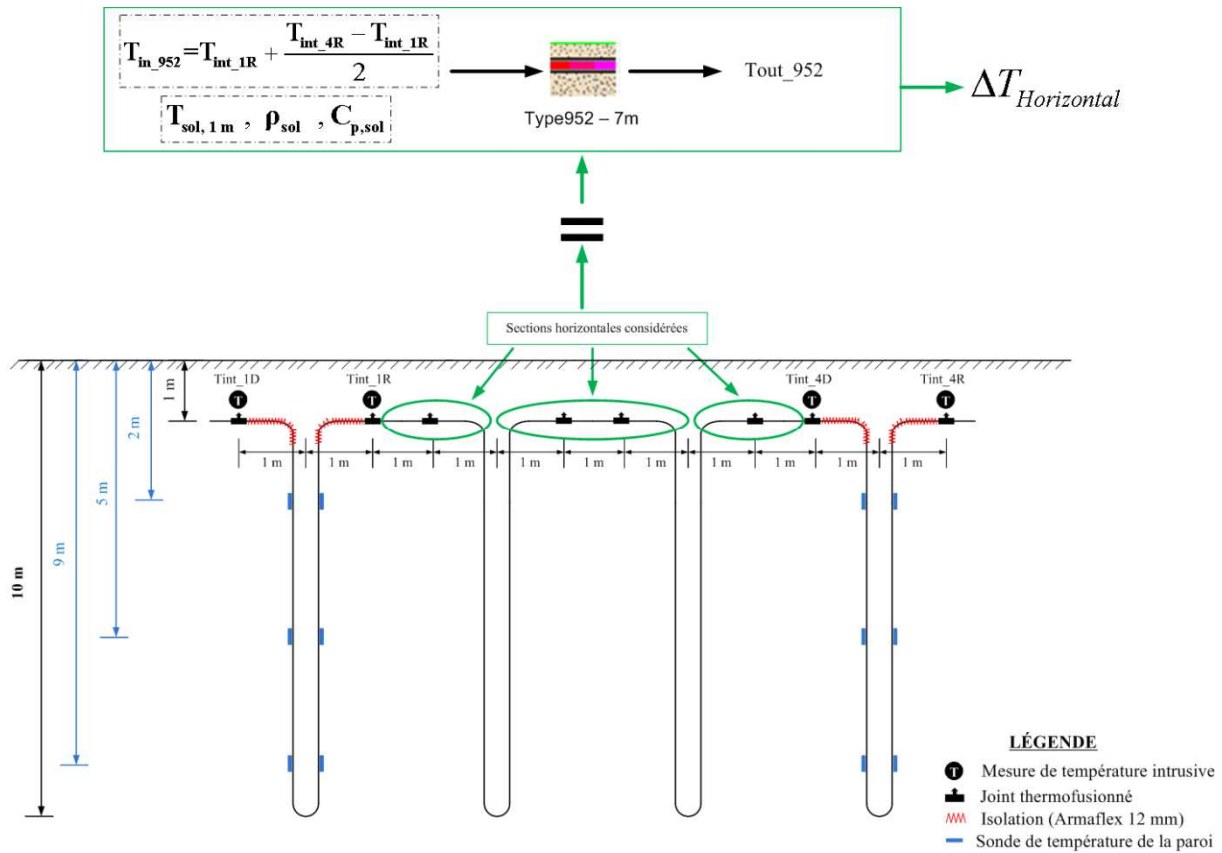 T_in_952 = T_int_1R + (T_int_4R − T_int_1R) / 2
T_sol, 1 m , ρ_sol , C_p,sol
Type952 – 7m
Tout_952
ΔT_Horizontal
Sections horizontales considérées
Tint_1D
Tint_1R
Tint_4D
Tint_4R
T
T
T
T
1 m
2 m
5 m
9 m
10 m
1 m
1 m
1 m
1 m
1 m
1 m
1 m
1 m
1 m
1 m
1 m
LÉGENDE
T Mesure de température intrusive
Joint thermofusionné
Isolation (Armaflex 12 mm)
Sonde de température de la paroi